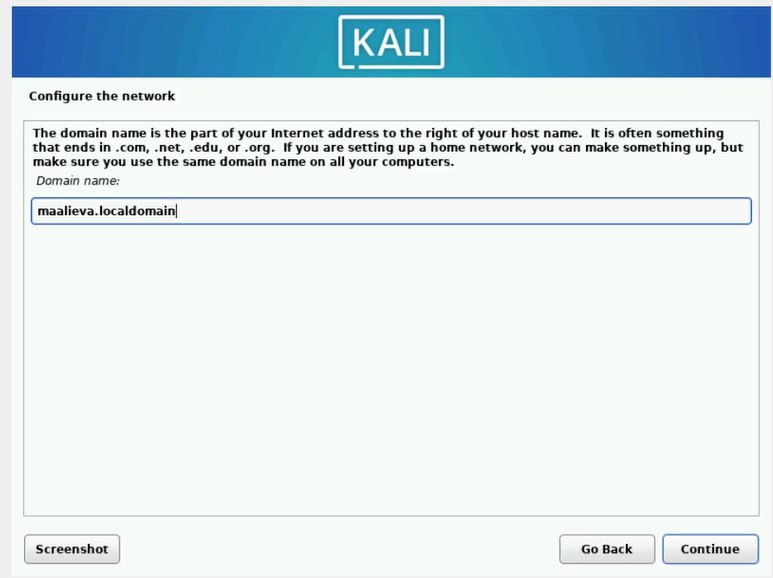 KALI
Configure the network
The domain name is the part of your Internet address to the right of your host name.  It is often something
that ends in .com, .net, .edu, or .org.  If you are setting up a home network, you can make something up, but
make sure you use the same domain name on all your computers.
Domain name:
maalieva.localdomain
Screenshot
Go Back
Continue